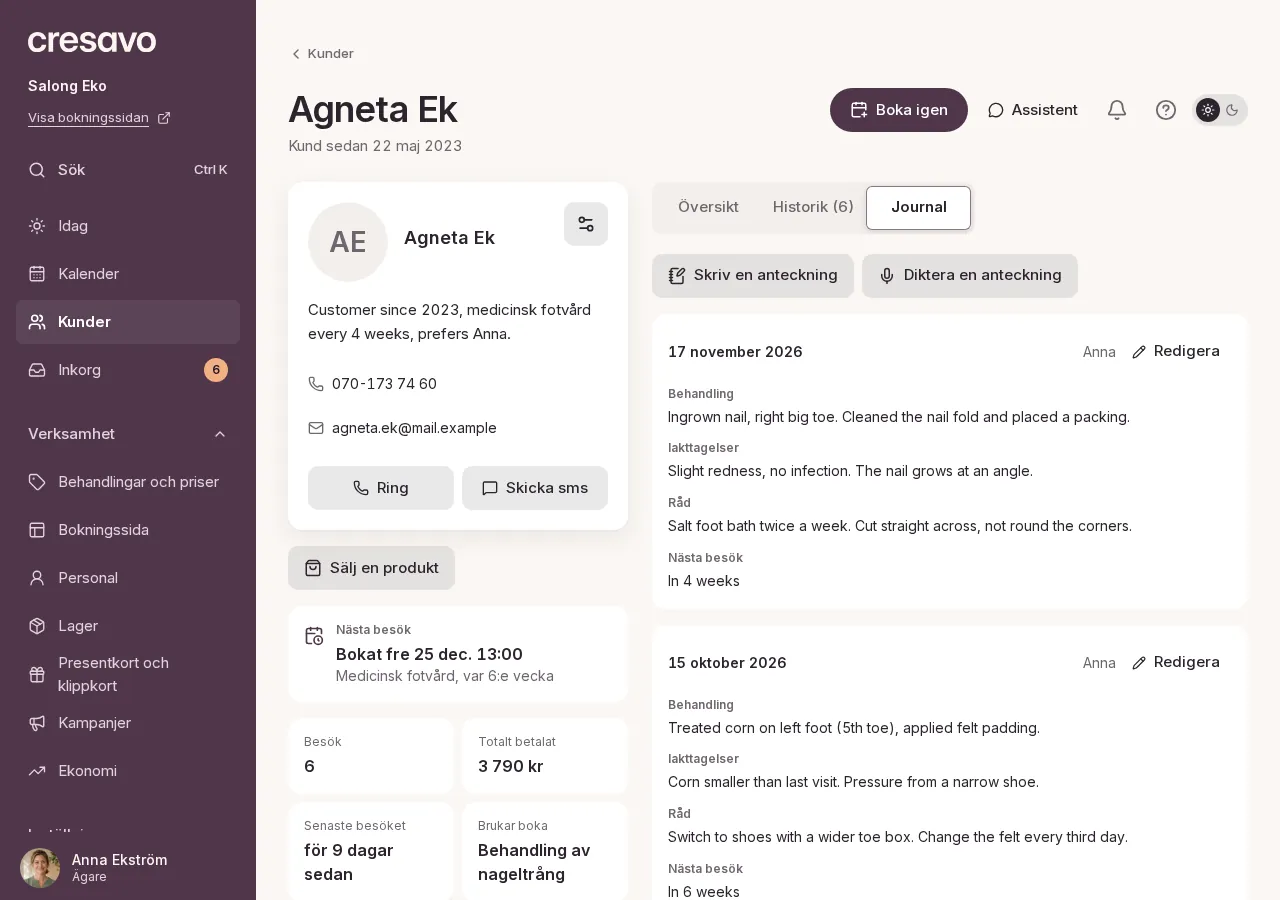 cresavo
Salong Eko
Visa bokningssidan
Sök
Ctrl K
Idag
Kalender
Kunder
Inkorg
6
Verksamhet
Behandlingar och priser
Bokningssida
Personal
Lager
Presentkort och
klippkort
Kampanjer
Ekonomi
Anna Ekström
Ägare
Kunder
Agneta Ek
Kund sedan 22 maj 2023
Boka igen
Assistent
AE
Agneta Ek
Customer since 2023, medicinsk fotvård
every 4 weeks, prefers Anna.
070-173 74 60
agneta.ek@mail.example
Ring
Skicka sms
Sälj en produkt
Nästa besök
Bokat fre 25 dec. 13:00
Medicinsk fotvård, var 6:e vecka
Besök
6
Totalt betalat
3 790 kr
Senaste besöket
för 9 dagar
sedan
Brukar boka
Behandling av
nageltrång
Översikt
Historik (6)
Journal
Skriv en anteckning
Diktera en anteckning
17 november 2026
Anna
Redigera
Behandling
Ingrown nail, right big toe. Cleaned the nail fold and placed a packing.
Iakttagelser
Slight redness, no infection. The nail grows at an angle.
Råd
Salt foot bath twice a week. Cut straight across, not round the corners.
Nästa besök
In 4 weeks
15 oktober 2026
Anna
Redigera
Behandling
Treated corn on left foot (5th toe), applied felt padding.
Iakttagelser
Corn smaller than last visit. Pressure from a narrow shoe.
Råd
Switch to shoes with a wider toe box. Change the felt every third day.
Nästa besök
In 6 weeks